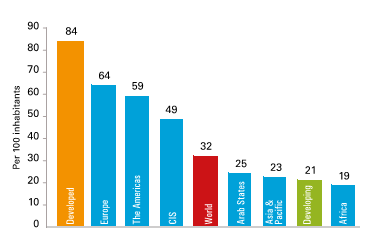 Per 100 inhabitants
90
80
70
60
50
40
30
20
10
0
84
64
59
49
32
25
23
21
19
Developed
Europe
The Americas
CIS
World
Arab States
Asia &
Pacific
Developing
Africa